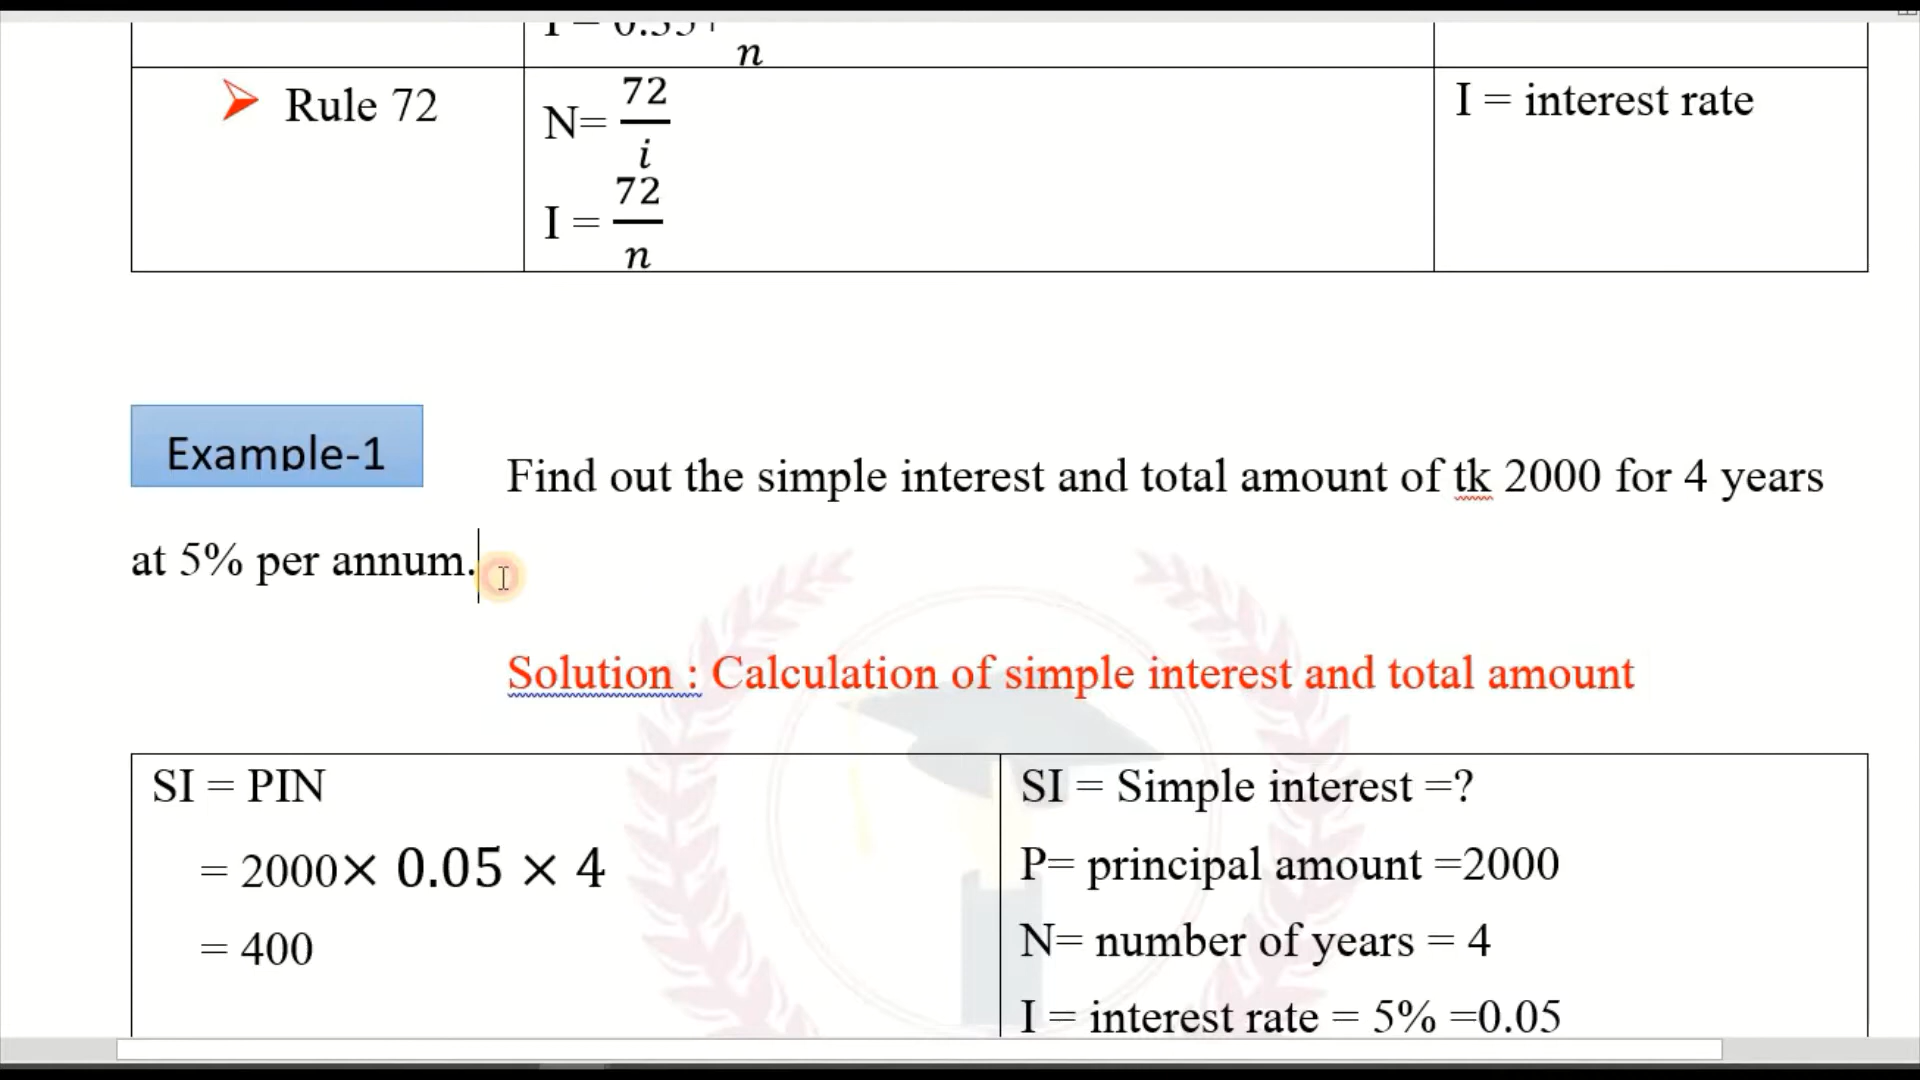 n
Rule 72
N= 72/i
I = 72/n
I = interest rate
Example-1
Find out the simple interest and total amount of tk 2000 for 4 years
at 5% per annum.
Solution : Calculation of simple interest and total amount
SI = PIN
= 2000× 0.05 × 4
= 400
SI = Simple interest =?
P= principal amount =2000
N= number of years = 4
I = interest rate = 5% =0.05